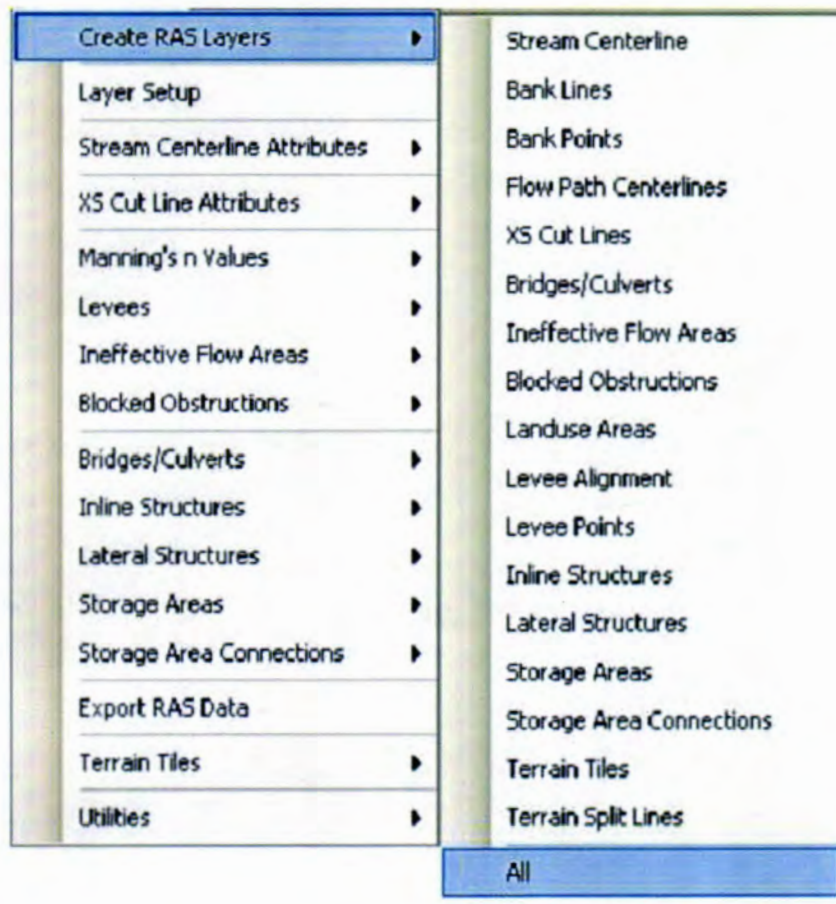 Create RAS Layers
Layer Setup
Stream Centerline Attributes
XS Cut Line Attributes
Manning's n Values
Levees
Ineffective Flow Areas
Blocked Obstructions
Bridges/Culverts
Inline Structures
Lateral Structures
Storage Areas
Storage Area Connections
Export RAS Data
Terrain Tiles
Utilities
Stream Centerline
Bank Lines
Bank Points
Flow Path Centerlines
XS Cut Lines
Bridges/Culverts
Ineffective Flow Areas
Blocked Obstructions
Landuse Areas
Levee Alignment
Levee Points
Inline Structures
Lateral Structures
Storage Areas
Storage Area Connections
Terrain Tiles
Terrain Split Lines
All